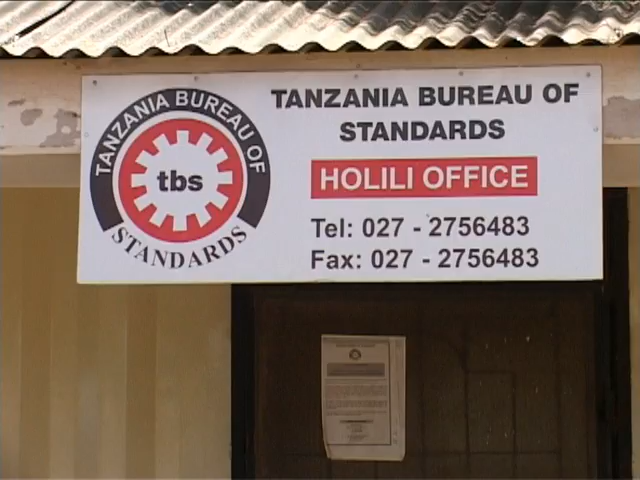 TANZANIA BUREAU OF
STANDARDS
tbs
TANZANIA BUREAU OF
STANDARDS
HOLILI OFFICE
Tel: 027 - 2756483
Fax: 027 - 2756483